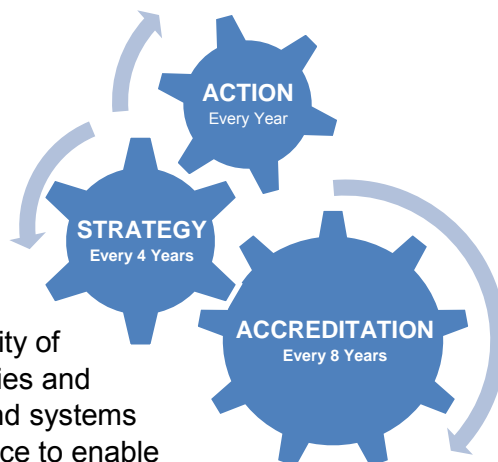 ACTION
Every Year
STRATEGY
Every 4 Years
ACCREDITATION
Every 8 Years
ity of
ies and
nd systems
ce to enable